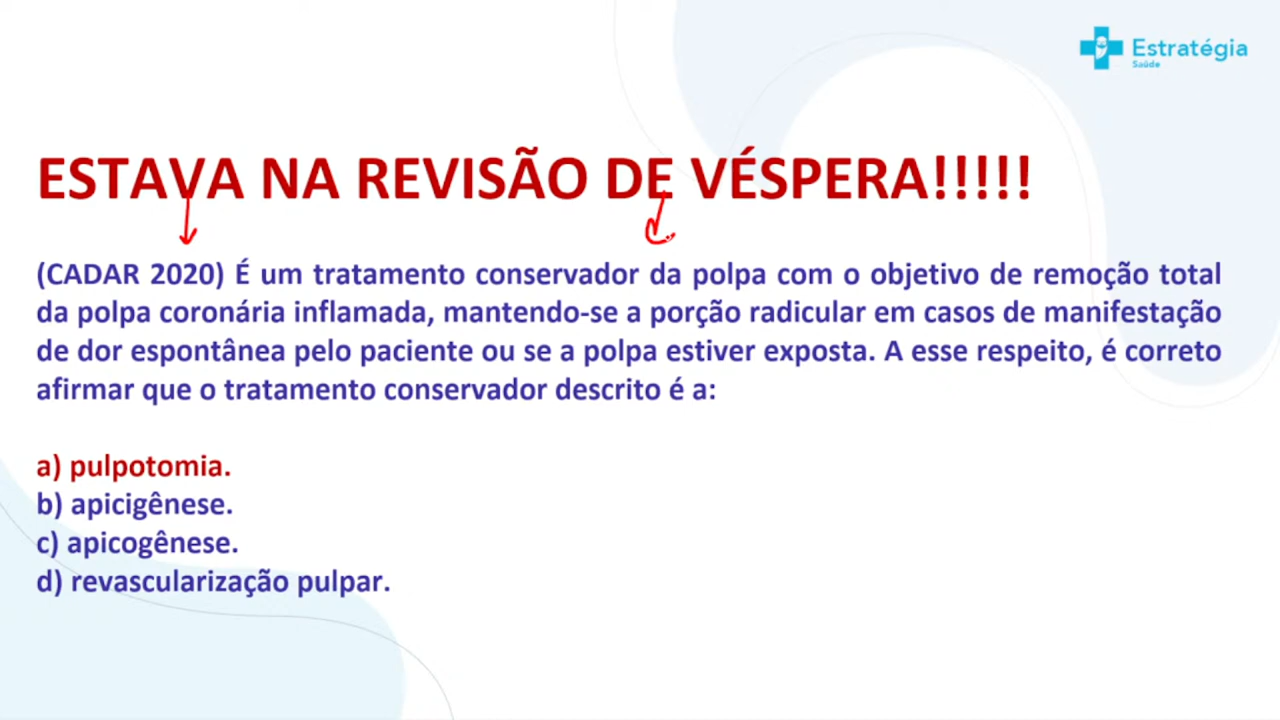 Estratégia
Saúde
ESTAVA NA REVISÃO DE VÉSPERA!!!!!
(CADAR 2020) É um tratamento conservador da polpa com o objetivo de remoção total
da polpa coronária inflamada, mantendo-se a porção radicular em casos de manifestação
de dor espontânea pelo paciente ou se a polpa estiver exposta. A esse respeito, é correto
afirmar que o tratamento conservador descrito é a:
a) pulpotomia.
b) apicigênese.
c) apicogênese.
d) revascularização pulpar.